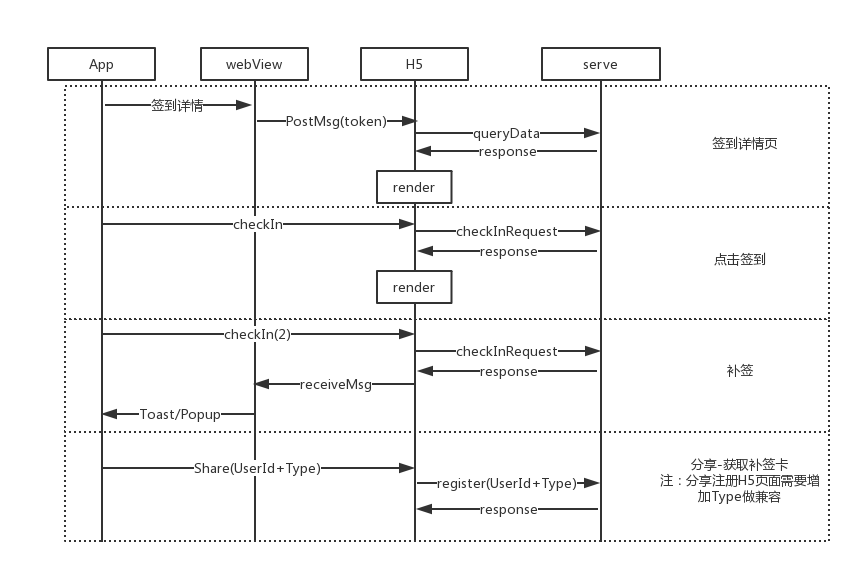 App
webView
H5
serve
签到详情
PostMsg(token)
queryData
签到详情页
response
render
checkIn
checkInRequest
response
点击签到
render
checkIn(2)
checkInRequest
response
补签
receiveMsg
Toast/Popup
Share(UserId+Type)
分享-获取补签卡
注：分享注册H5页面需要增
加Type做兼容
register(UserId+Type)
response